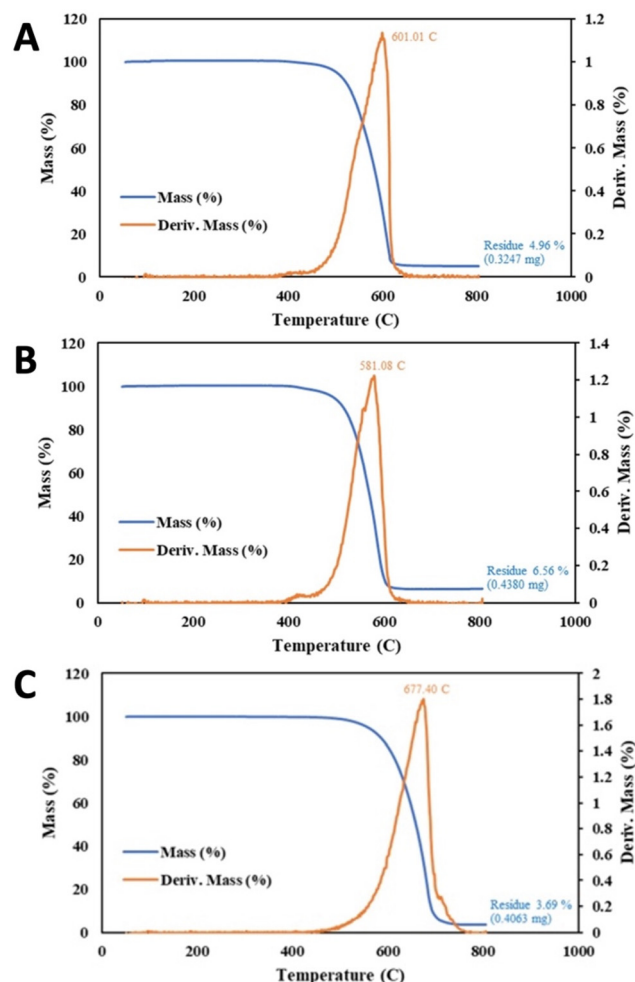 A
120
100
80
60
40
20
0
Mass (%)
1.2
1
0.8
0.6
0.4
0.2
0
Deriv. Mass (%)
601.01 C
Mass (%)
Deriv. Mass (%)
Residue 4.96 %
(0.3247 mg)
0 200 400 600 800 1000
Temperature (C)
B
120
100
80
60
40
20
0
Mass (%)
1.4
1.2
1
0.8
0.6
0.4
0.2
0
Deriv. Mass (%)
581.08 C
Mass (%)
Deriv. Mass (%)
Residue 6.56 %
(0.4380 mg)
0 200 400 600 800 1000
Temperature (C)
C
120
100
80
60
40
20
0
Mass (%)
2
1.8
1.6
1.4
1.2
1
0.8
0.6
0.4
0.2
0
Deriv. Mass (%)
677.40 C
Mass (%)
Deriv. Mass (%)
Residue 3.69 %
(0.4063 mg)
0 200 400 600 800 1000
Temperature (C)